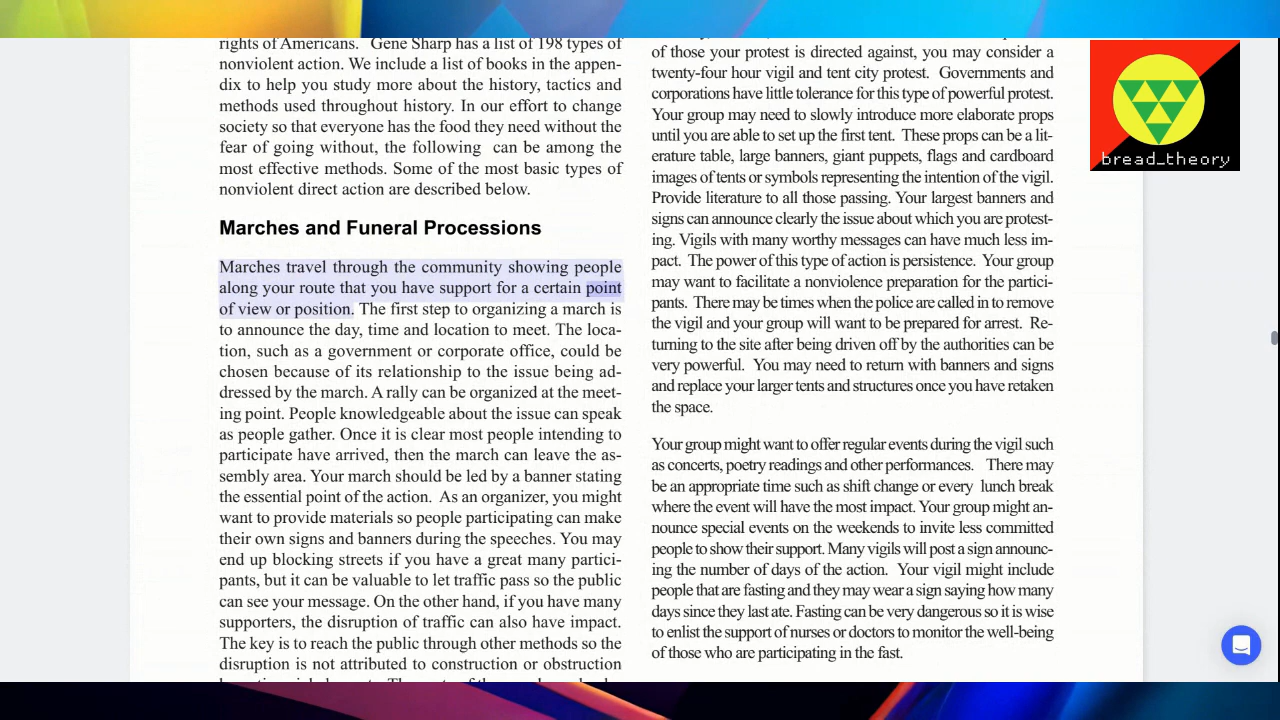 rights of Americans. Gene Sharp has a list of 198 types of
nonviolent action. We include a list of books in the appen-
dix to help you study more about the history, tactics and
methods used throughout history. In our effort to change
society so that everyone has the food they need without the
fear of going without, the following can be among the
most effective methods. Some of the most basic types of
nonviolent direct action are described below.
Marches and Funeral Processions
Marches travel through the community showing people
along your route that you have support for a certain point
of view or position. The first step to organizing a march is
to announce the day, time and location to meet. The loca-
tion, such as a government or corporate office, could be
chosen because of its relationship to the issue being ad-
dressed by the march. A rally can be organized at the meet-
ing point. People knowledgeable about the issue can speak
as people gather. Once it is clear most people intending to
participate have arrived, then the march can leave the as-
sembly area. Your march should be led by a banner stating
the essential point of the action. As an organizer, you might
want to provide materials so people participating can make
their own signs and banners during the speeches. You may
end up blocking streets if you have a great many partici-
pants, but it can be valuable to let traffic pass so the public
can see your message. On the other hand, if you have many
supporters, the disruption of traffic can also have impact.
The key is to reach the public through other methods so the
disruption is not attributed to construction or obstruction
of those your protest is directed against, you may consider a
twenty-four hour vigil and tent city protest. Governments and
corporations have little tolerance for this type of powerful protest.
Your group may need to slowly introduce more elaborate props
until you are able to set up the first tent. These props can be a lit-
erature table, large banners, giant puppets, flags and cardboard
images of tents or symbols representing the intention of the vigil.
Provide literature to all those passing. Your largest banners and
signs can announce clearly the issue about which you are protest-
ing. Vigils with many worthy messages can have much less im-
pact. The power of this type of action is persistence. Your group
may want to facilitate a nonviolence preparation for the partici-
pants. There may be times when the police are called in to remove
the vigil and your group will want to be prepared for arrest. Re-
turning to the site after being driven off by the authorities can be
very powerful. You may need to return with banners and signs
and replace your larger tents and structures once you have retaken
the space.
Your group might want to offer regular events during the vigil such
as concerts, poetry readings and other performances. There may
be an appropriate time such as shift change or every lunch break
where the event will have the most impact. Your group might an-
nounce special events on the weekends to invite less committed
people to show their support. Many vigils will post a sign announc-
ing the number of days of the action. Your vigil might include
people that are fasting and they may wear a sign saying how many
days since they last ate. Fasting can be very dangerous so it is wise
to enlist the support of nurses or doctors to monitor the well-being
of those who are participating in the fast.
bread_theory